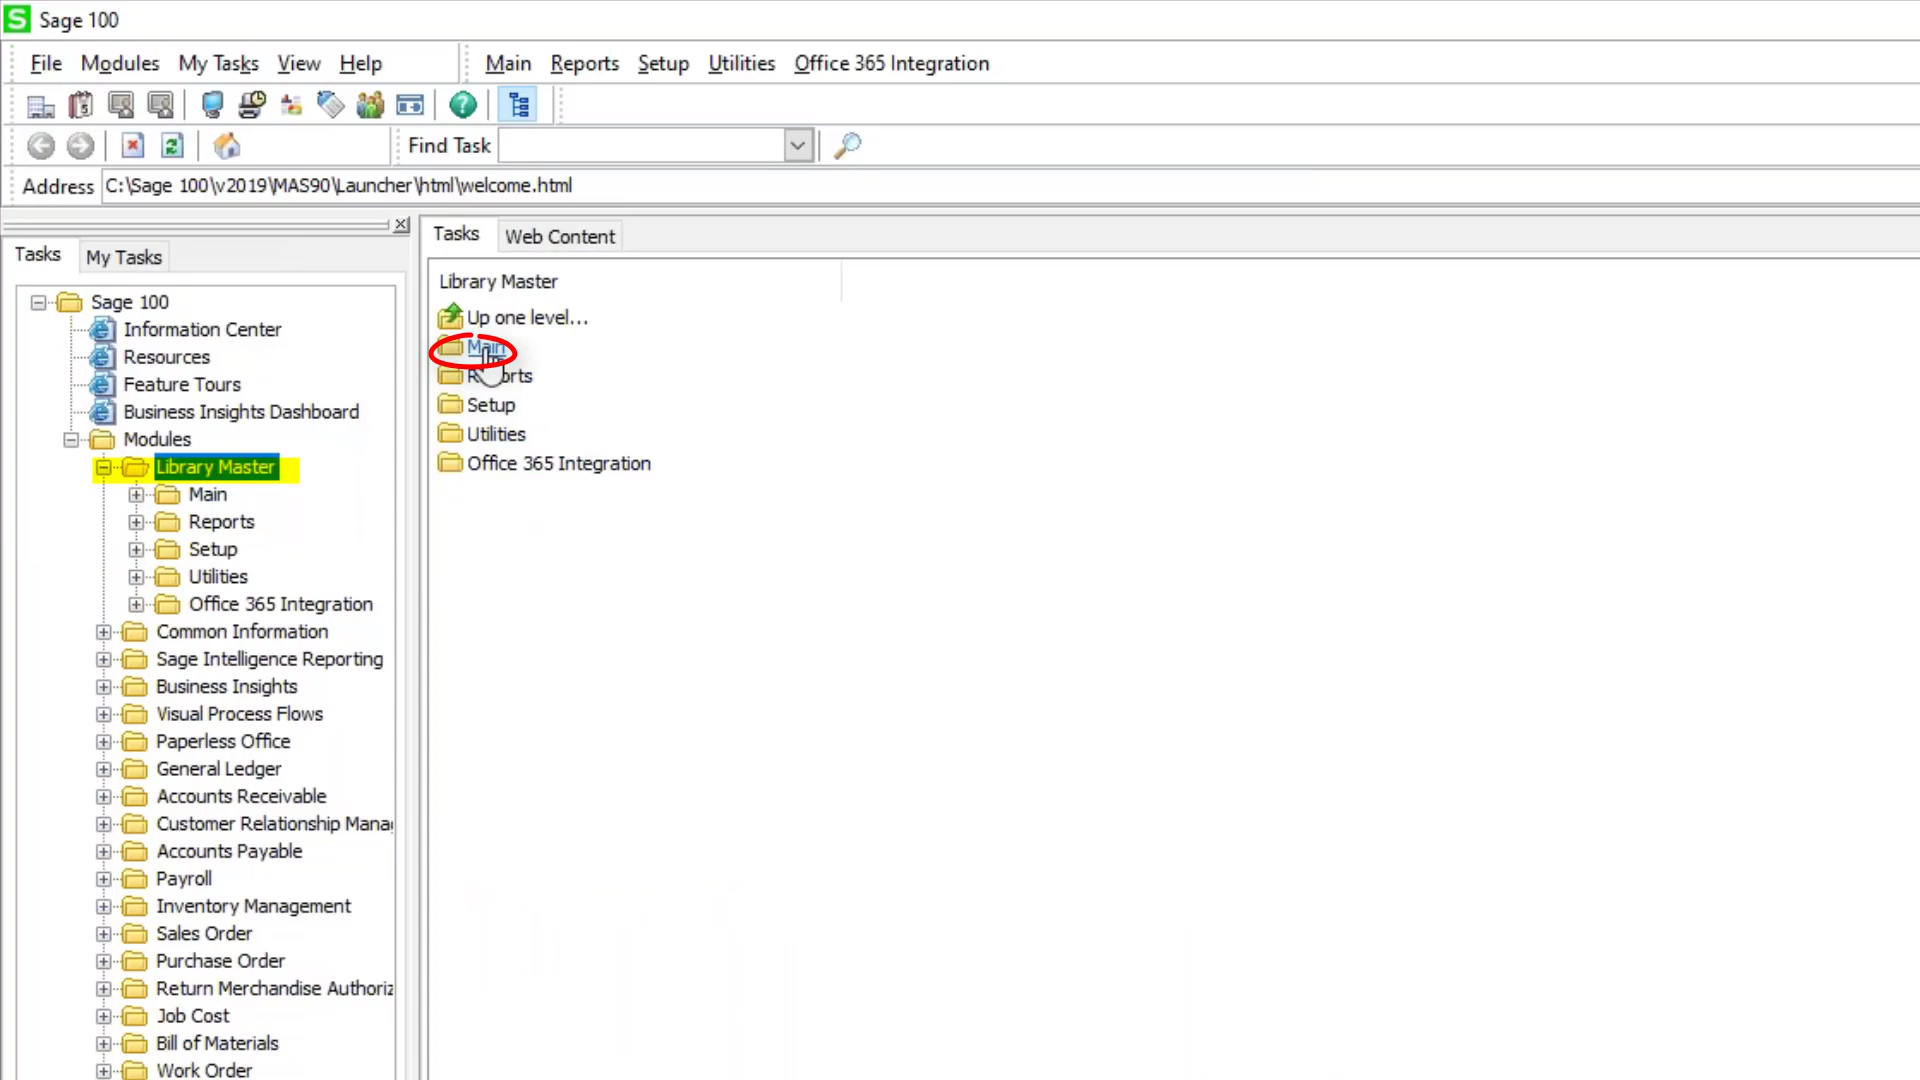 Sage 100
File Modules My Tasks View Help Main Reports Setup Utilities Office 365 Integration
Find Task
Address C:\Sage 100\v2019\MAS90\Launcher\html\welcome.html
Tasks My Tasks
Sage 100
Information Center
Resources
Feature Tours
Business Insights Dashboard
Modules
Library Master
Main
Reports
Setup
Utilities
Office 365 Integration
Common Information
Sage Intelligence Reporting
Business Insights
Visual Process Flows
Paperless Office
General Ledger
Accounts Receivable
Customer Relationship Mana
Accounts Payable
Payroll
Inventory Management
Sales Order
Purchase Order
Return Merchandise Authoriz
Job Cost
Bill of Materials
Work Order
Tasks Web Content
Library Master
Up one level...
Main
Reports
Setup
Utilities
Office 365 Integration